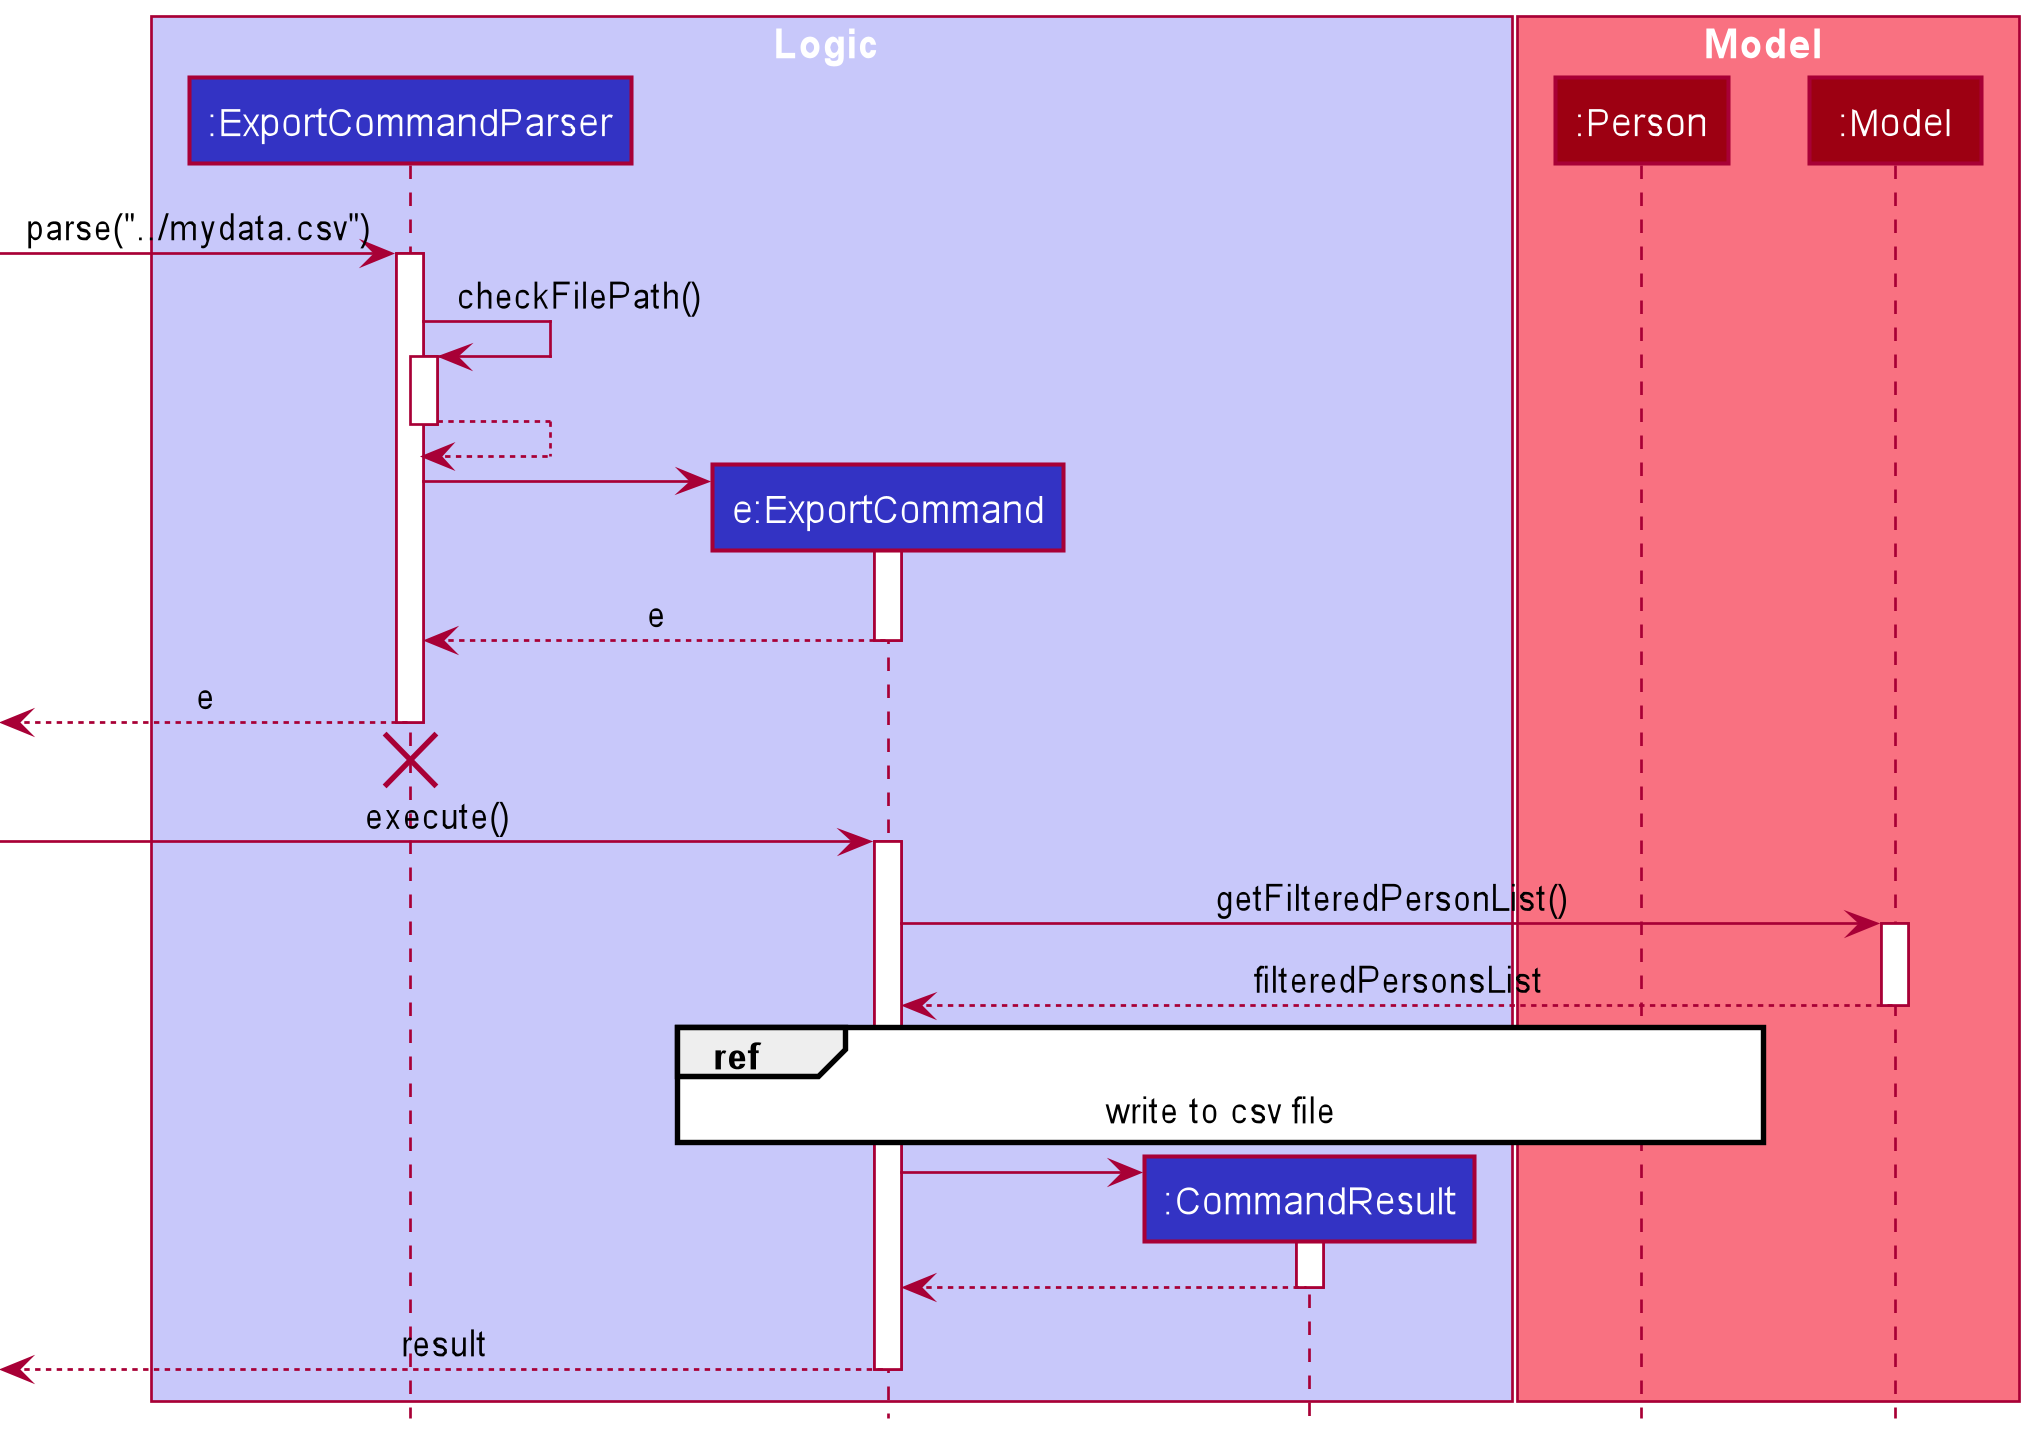 Logic
Model
:ExportCommandParser
:Person
:Model
parse("../mydata.csv")
checkFilePath()
e:ExportCommand
e
e
execute()
getFilteredPersonList()
filteredPersonsList
ref
write to csv file
:CommandResult
result